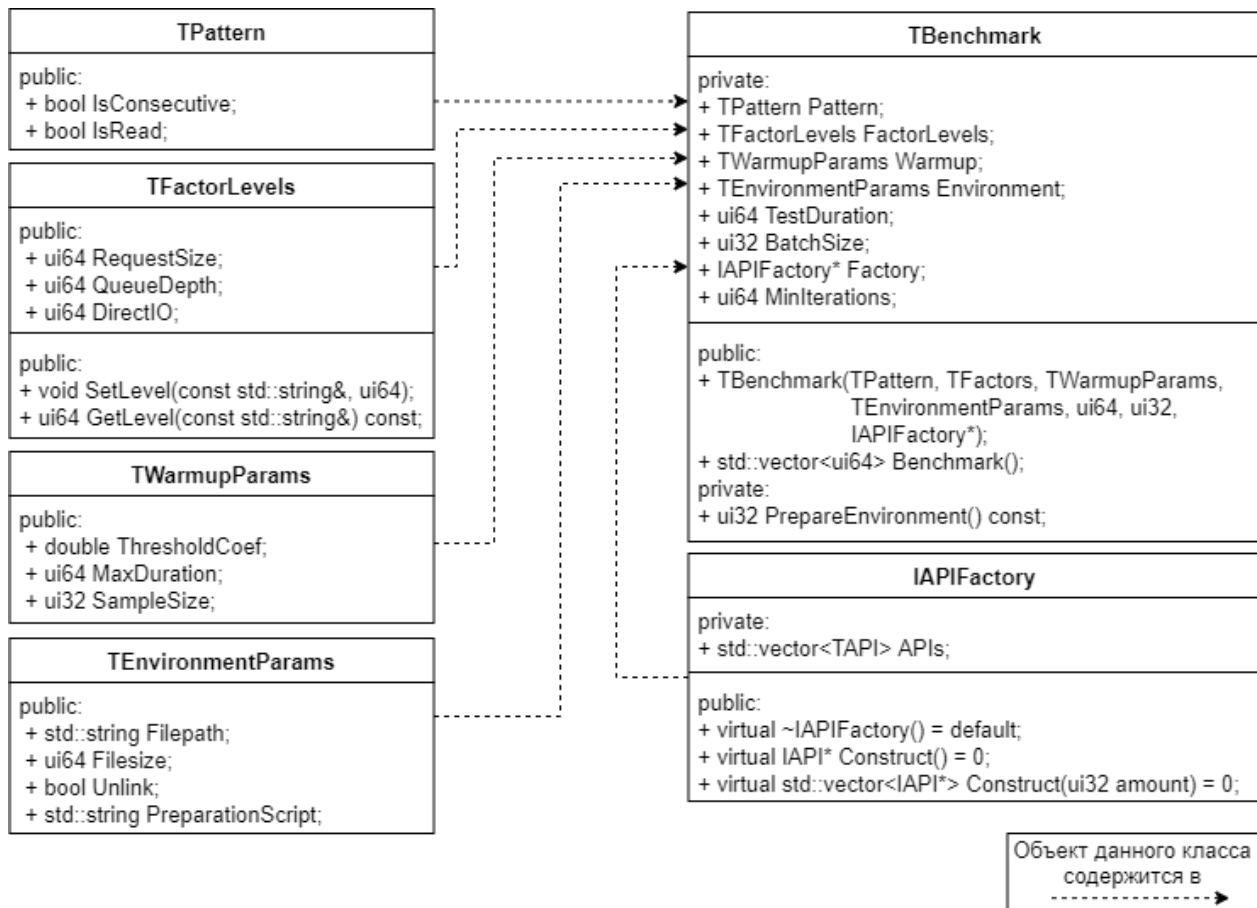 TPattern
public:
+ bool IsConsecutive;
+ bool IsRead;
TFactorLevels
public:
+ ui64 RequestSize;
+ ui64 QueueDepth;
+ ui64 DirectIO;
public:
+ void SetLevel(const std::string&, ui64);
+ ui64 GetLevel(const std::string&) const;
TWarmupParams
public:
+ double ThresholdCoef;
+ ui64 MaxDuration;
+ ui32 SampleSize;
TEnvironmentParams
public:
+ std::string Filepath;
+ ui64 Filesize;
+ bool Unlink;
+ std::string PreparationScript;
TBenchmark
private:
+ TPattern Pattern;
+ TFactorLevels FactorLevels;
+ TWarmupParams Warmup;
+ TEnvironmentParams Environment;
+ ui64 TestDuration;
+ ui32 BatchSize;
+ IAPIFactory* Factory;
+ ui64 MinIterations;
public:
+ TBenchmark(TPattern, TFactors, TWarmupParams,
TEnvironmentParams, ui64, ui32,
IAPIFactory*);
+ std::vector<ui64> Benchmark();
private:
+ ui32 PrepareEnvironment() const;
IAPIFactory
private:
+ std::vector<TAPI> APIs;
public:
+ virtual ~IAPIFactory() = default;
+ virtual IAPI* Construct() = 0;
+ virtual std::vector<IAPI*> Construct(ui32 amount) = 0;
Объект данного класса
содержится в